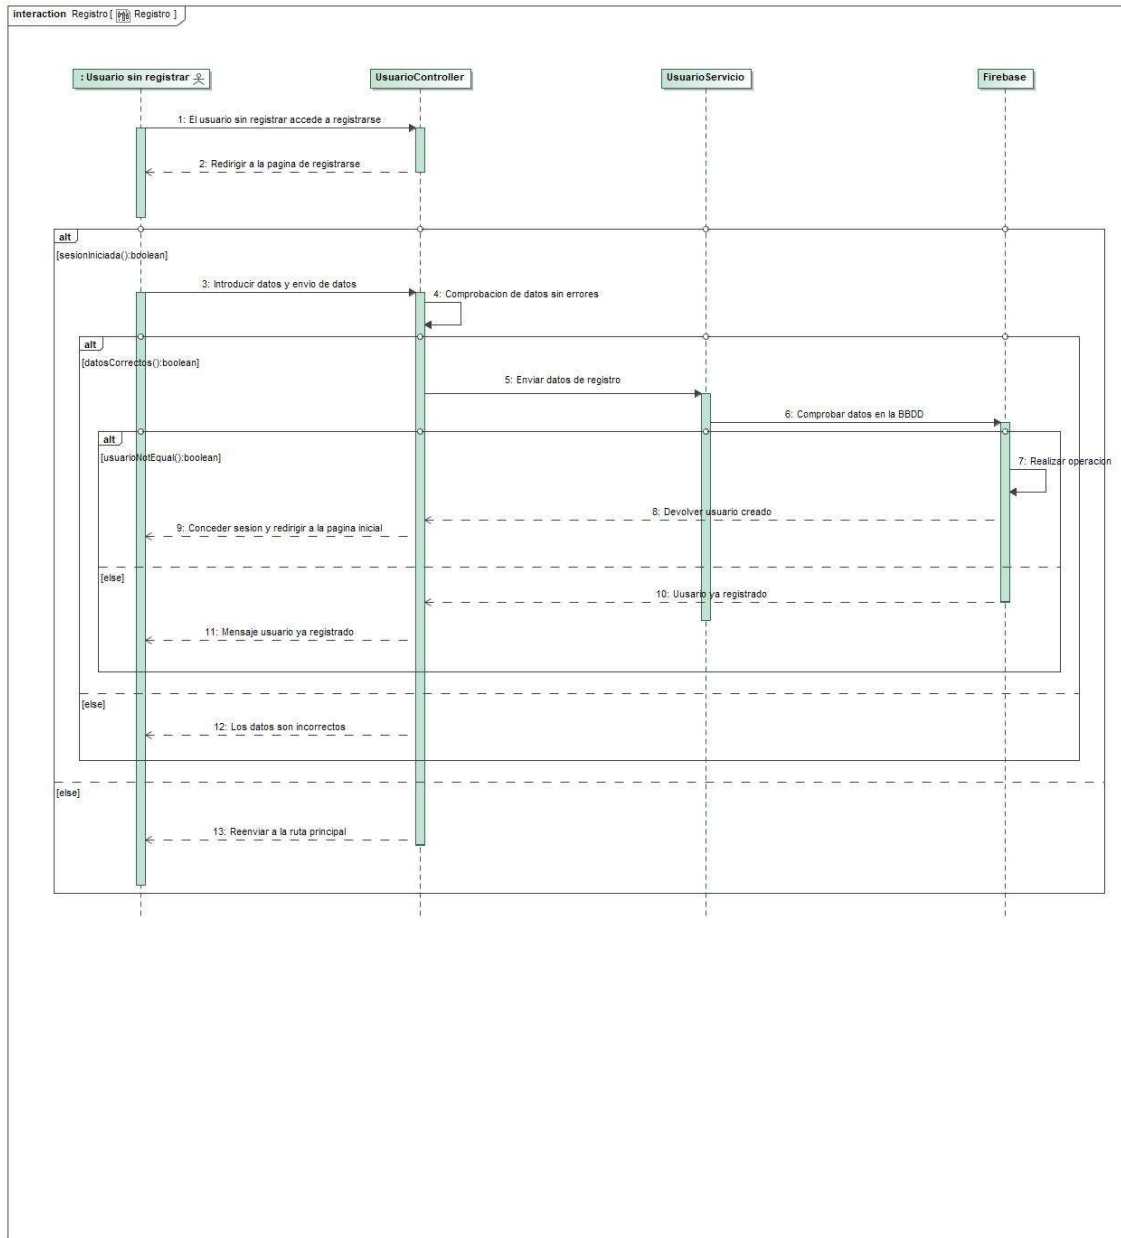 interaction Registro [ Registro ]
: Usuario sin registrar
UsuarioController
UsuarioServicio
Firebase
1: El usuario sin registrar accede a registrarse
2: Redirigir a la pagina de registrarse
alt
[sesionIniciada():boolean]
3: Introducir datos y envio de datos
4: Comprobacion de datos sin errores
alt
[datosCorrectos():boolean]
5: Enviar datos de registro
6: Comprobar datos en la BBDD
alt
[usuarioNotEqual():boolean]
7: Realizar operacion
8: Devolver usuario creado
9: Conceder sesion y redirigir a la pagina inicial
[else]
10: Uusario ya registrado
11: Mensaje usuario ya registrado
[else]
12: Los datos son incorrectos
[else]
13: Reenviar a la ruta principal